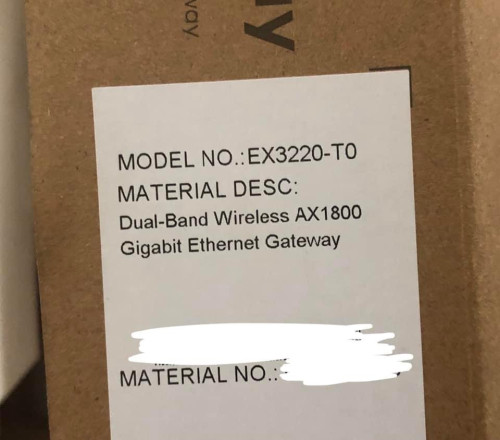 MODEL NO.:EX3220-T0
MATERIAL DESC:
Dual-Band Wireless AX1800
Gigabit Ethernet Gateway
MATERIAL NO.: